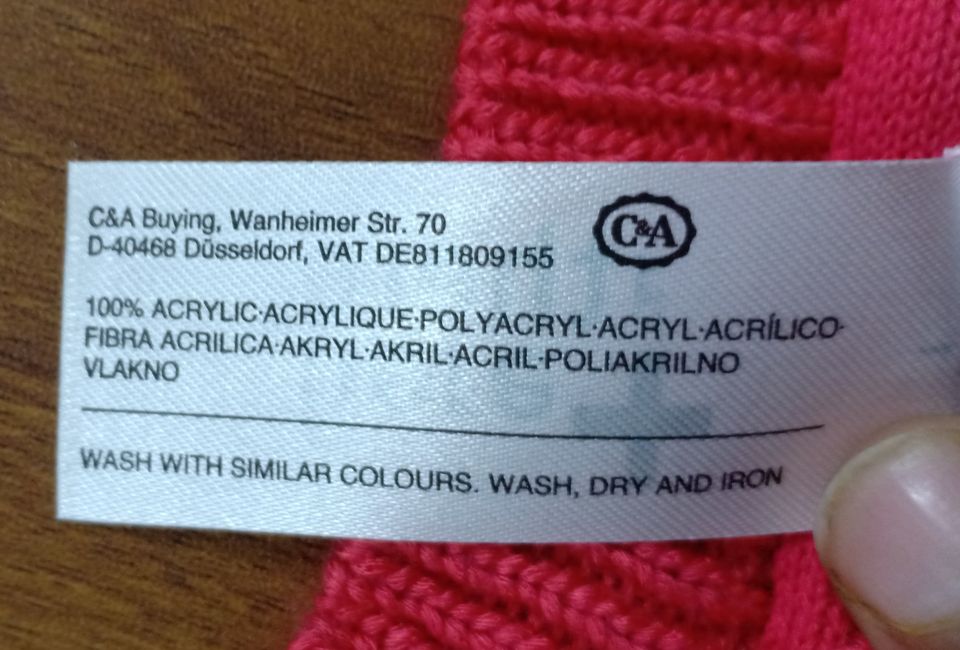 C&A Buying, Wanheimer Str. 70
D-40468 Düsseldorf, VAT DE811809155
C&A
100% ACRYLIC·ACRYLIQUE·POLYACRYL·ACRYL·ACRÍLICO·
FIBRA ACRILICA·AKRYL·AKRIL·ACRIL·POLIAKRILNO
VLAKNO
WASH WITH SIMILAR COLOURS. WASH, DRY AND IRON